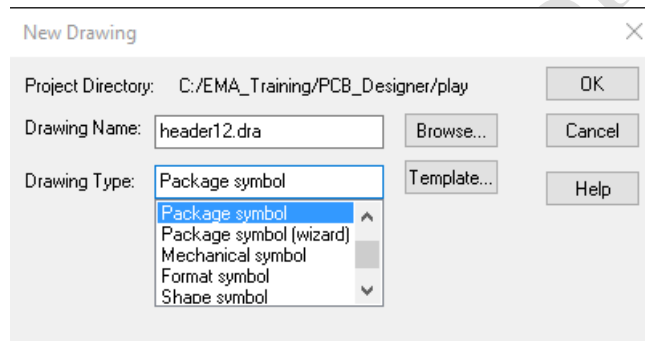 New Drawing
Project Directory: C:/EMA_Training/PCB_Designer/play OK
Drawing Name: header12.dra Browse... Cancel
Drawing Type: Package symbol Template... Help
Package symbol
Package symbol (wizard)
Mechanical symbol
Format symbol
Shape symbol